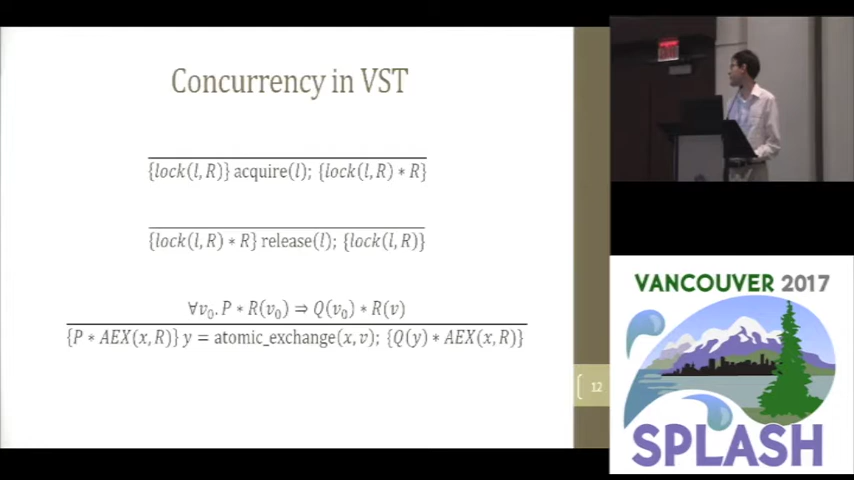 Concurrency in VST
{lock(l, R)} acquire(l); {lock(l, R) ∗ R}
{lock(l, R) ∗ R} release(l); {lock(l, R)}
∀v₀. P ∗ R(v₀) ⇒ Q(v₀) ∗ R(v)
{P ∗ AEX(x, R)} y = atomic_exchange(x, v); {Q(y) ∗ AEX(x, R)}
12
VANCOUVER 2017
SPLASH